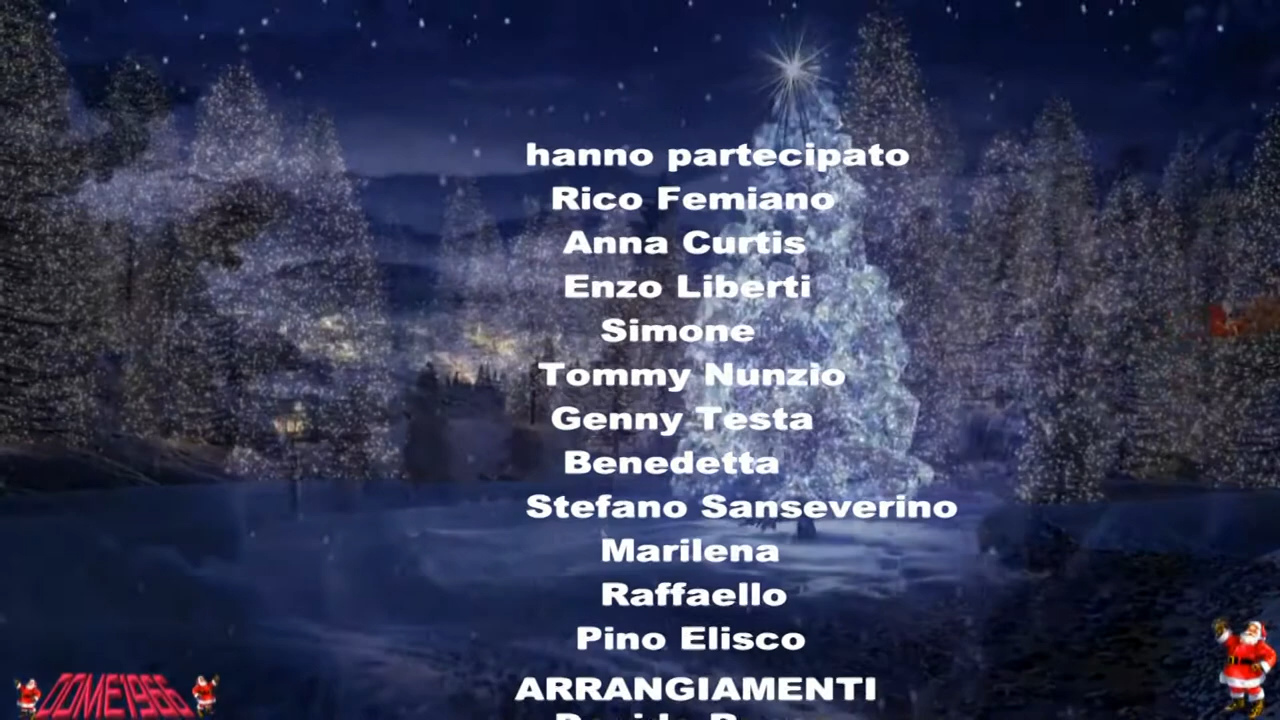 hanno partecipato
Rico Femiano
Anna Curtis
Enzo Liberti
Simone
Tommy Nunzio
Genny Testa
Benedetta
Stefano Sanseverino
Marilena
Raffaello
Pino Elisco
ARRANGIAMENTI
DOME1966